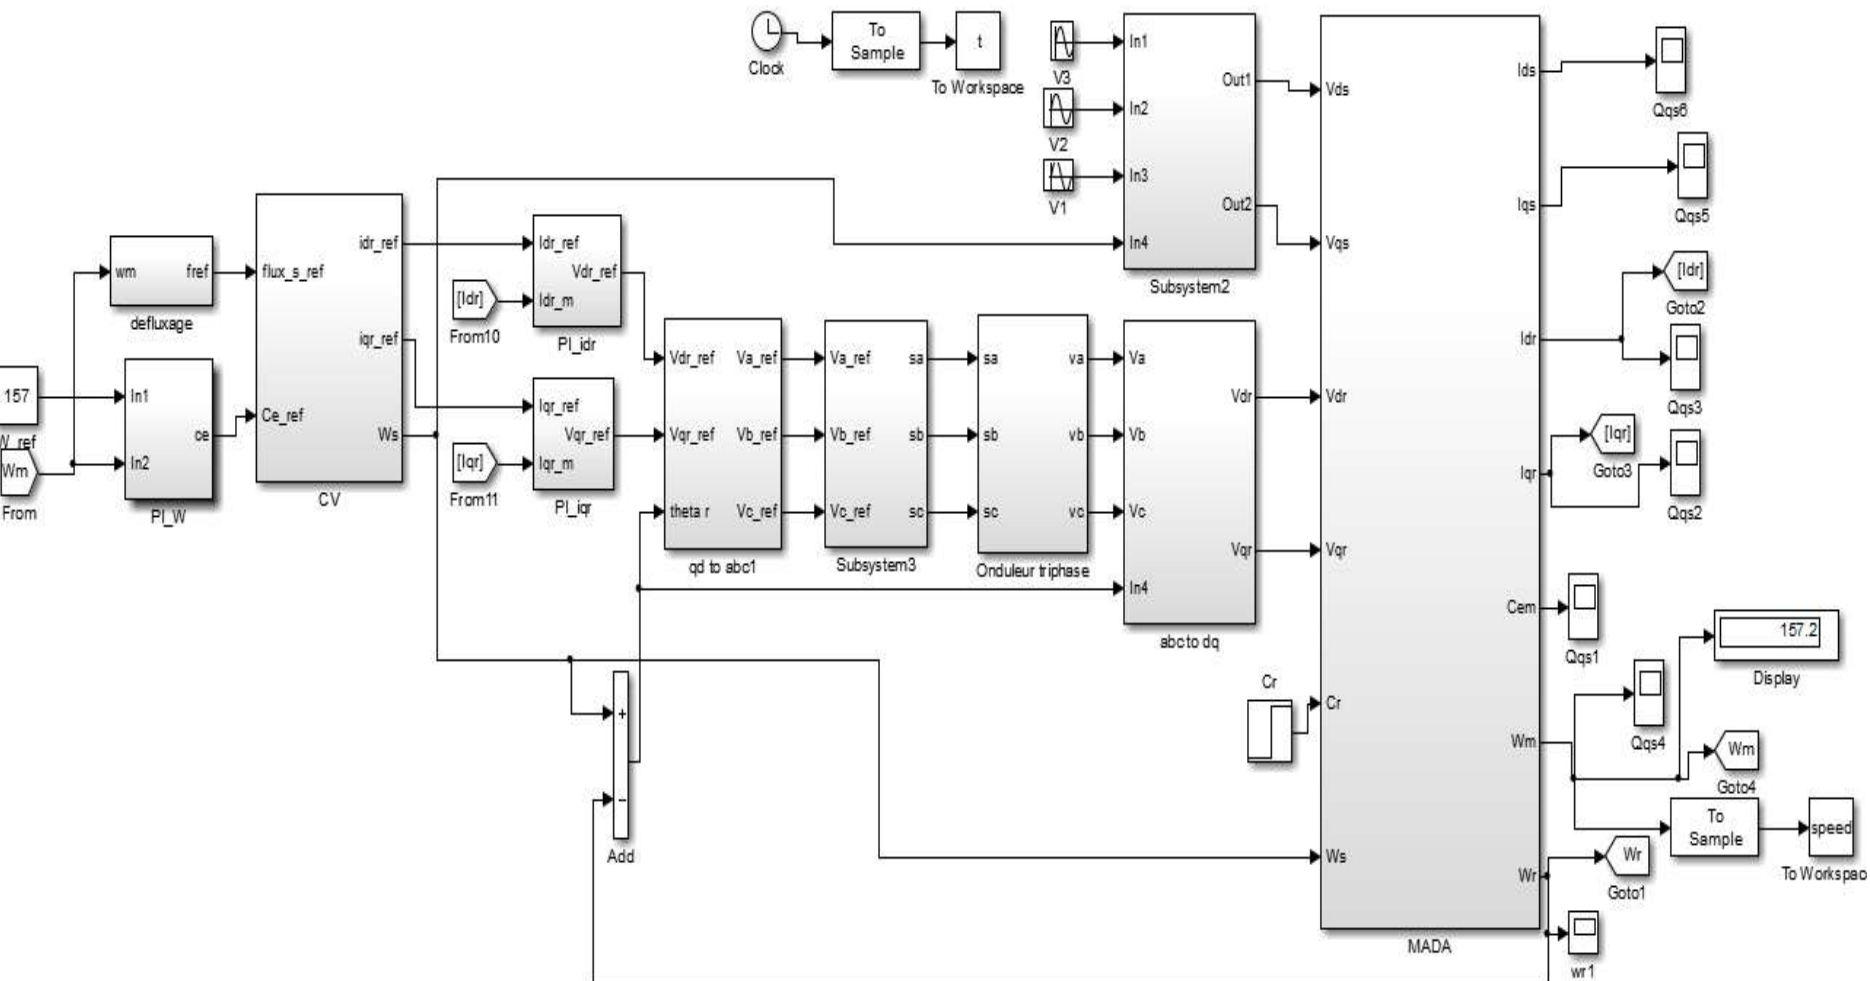 Clock
To
Sample
t
To Workspace
V3
V2
V1
In1
In2
In3
In4
Out1
Out2
Subsystem2
Vds
Vqs
Vdr
Vqr
Cr
Ws
Ids
Iqs
Idr
Iqr
Cem
Wm
Wr
MADA
Qqs6
Qqs5
[Idr]
Goto2
Qqs3
[Iqr]
Goto3
Qqs2
Qqs1
157.2
Display
Qqs4
Wm
Goto4
To
Sample
speed
To Workspac
Wr
Goto1
wr1
wm
fref
defluxage
157
W_ref
Wm
From
In1
In2
ce
PI_W
flux_s_ref
Ce_ref
idr_ref
iqr_ref
Ws
CV
[Idr]
From10
Idr_ref
Idr_m
Vdr_ref
PI_idr
[Iqr]
From11
Iqr_ref
Iqr_m
Vqr_ref
PI_iqr
Vdr_ref
Vqr_ref
theta r
Va_ref
Vb_ref
Vc_ref
qd to abc1
Va_ref
Vb_ref
Vc_ref
sa
sb
sc
Subsystem3
sa
sb
sc
va
vb
vc
Onduleur triphase
Va
Vb
Vc
In4
Vdr
Vqr
abc to dq
Cr
+
−
Add